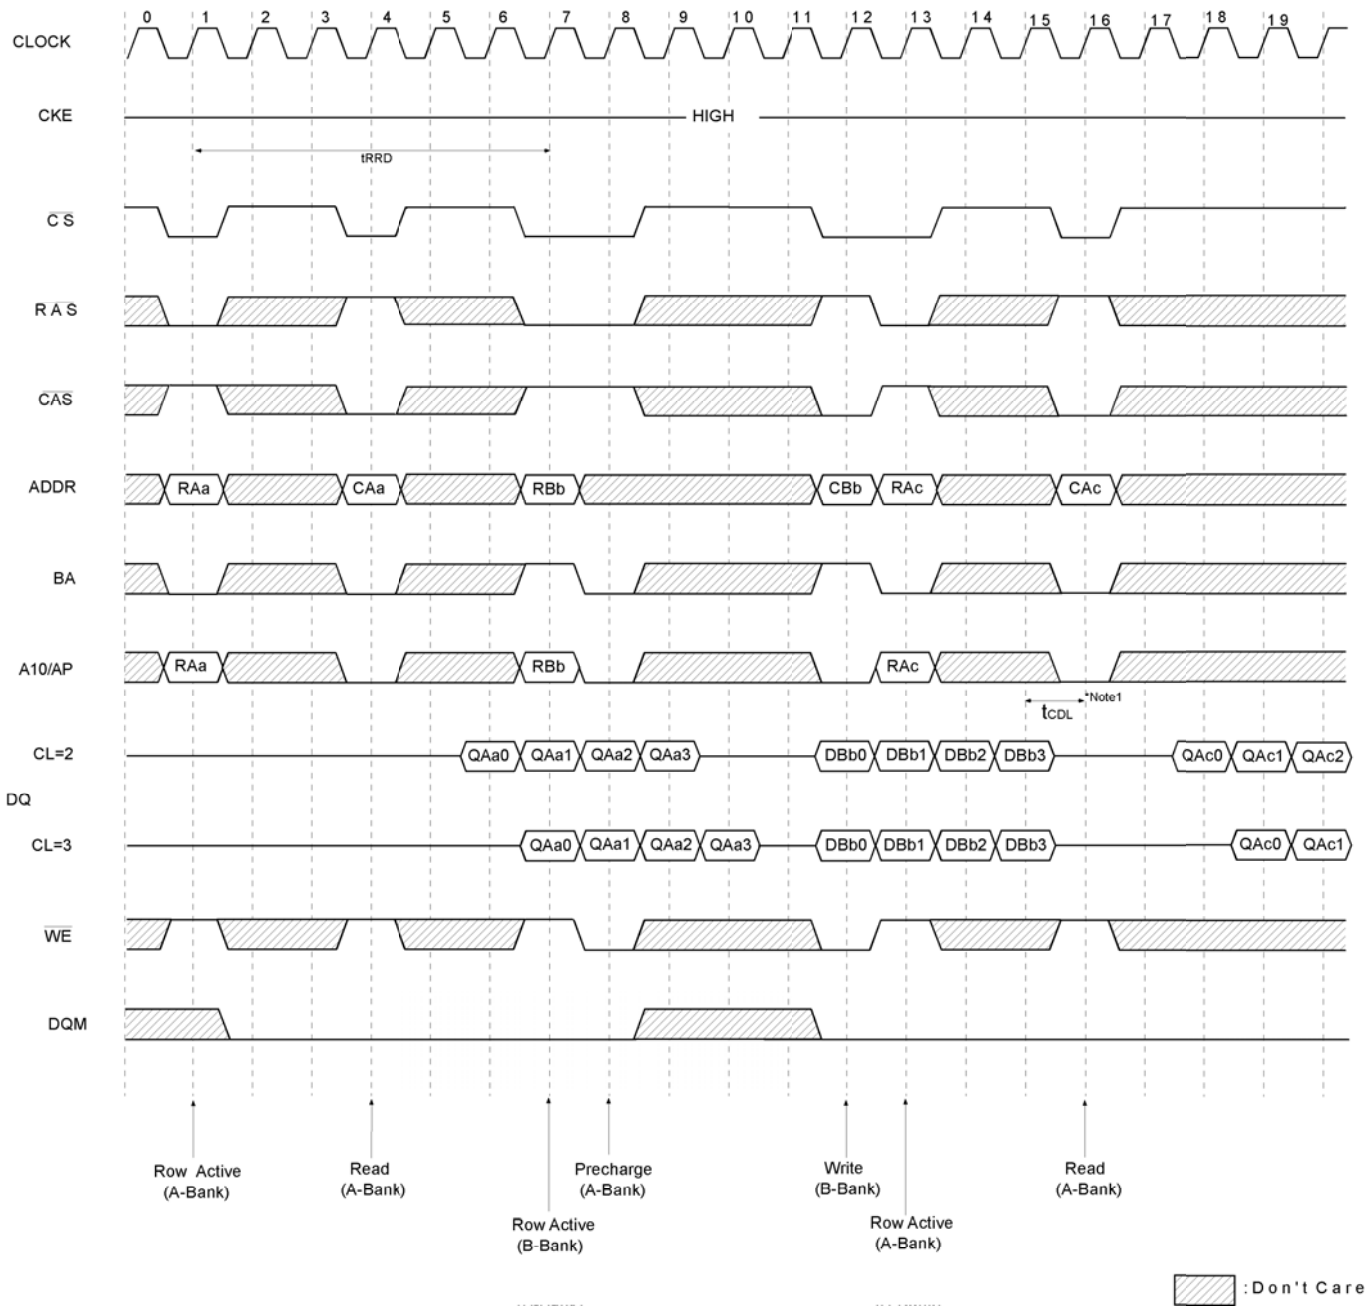 0 1 2 3 4 5 6 7 8 9 10 11 12 13 14 15 16 17 18 19
CLOCK
CKE HIGH
tRRD
CS
RAS
CAS
ADDR RAa CAa RBb CBb RAc CAc
BA
A10/AP RAa RBb RAc
tCDL *Note1
CL=2 QAa0 QAa1 QAa2 QAa3 DBb0 DBb1 DBb2 DBb3 QAc0 QAc1 QAc2
DQ
CL=3 QAa0 QAa1 QAa2 QAa3 DBb0 DBb1 DBb2 DBb3 QAc0 QAc1
WE
DQM
Row Active
(A-Bank)
Read
(A-Bank)
Row Active
(B-Bank)
Precharge
(A-Bank)
Write
(B-Bank)
Row Active
(A-Bank)
Read
(A-Bank)
:Don't Care